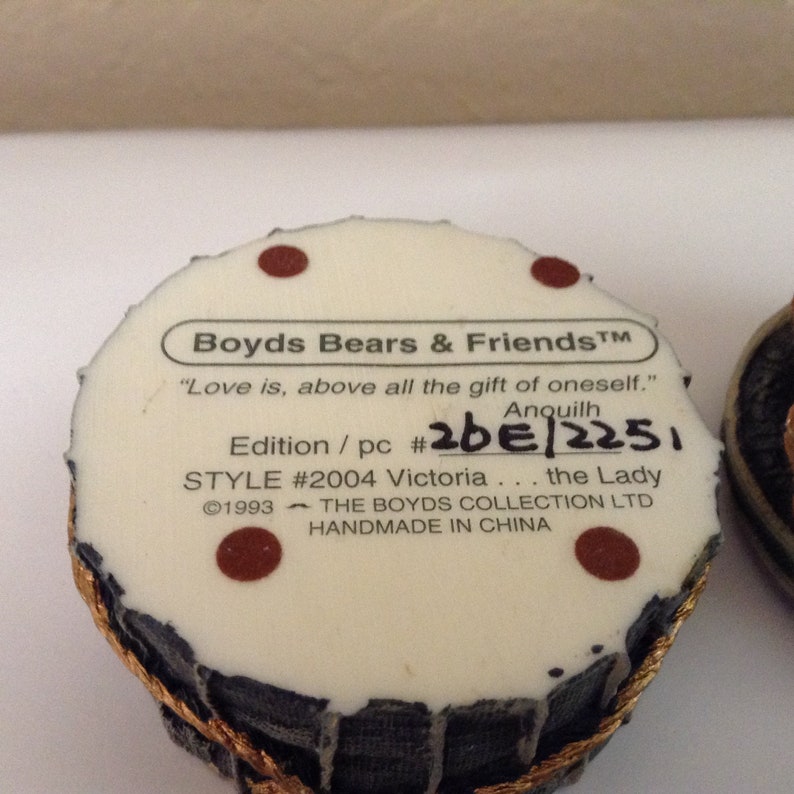 Boyds Bears & Friends™
"Love is, above all the gift of oneself."
Anouilh
Edition / pc # 26E/2251
STYLE #2004 Victoria . . . the Lady
©1993 THE BOYDS COLLECTION LTD
HANDMADE IN CHINA